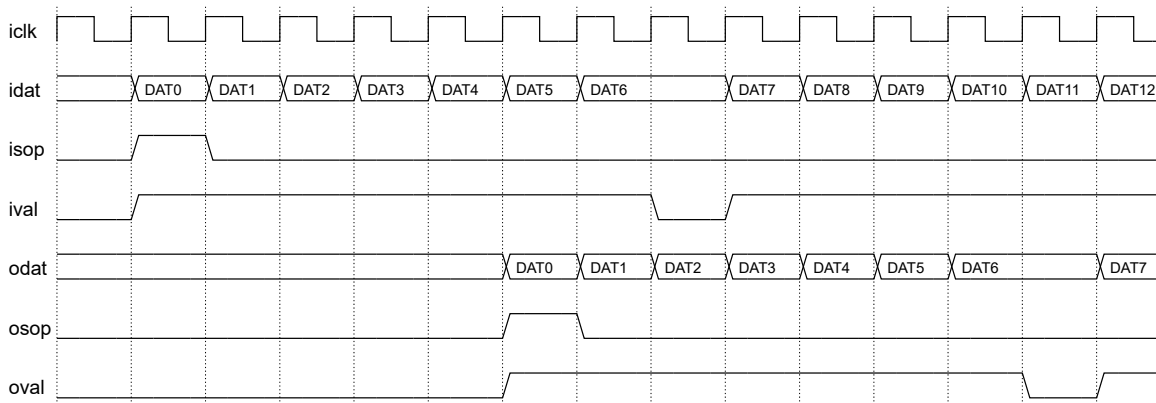 iclk
idat DAT0 DAT1 DAT2 DAT3 DAT4 DAT5 DAT6 DAT7 DAT8 DAT9 DAT10 DAT11 DAT12
isop
ival
odat DAT0 DAT1 DAT2 DAT3 DAT4 DAT5 DAT6 DAT7
osop
oval